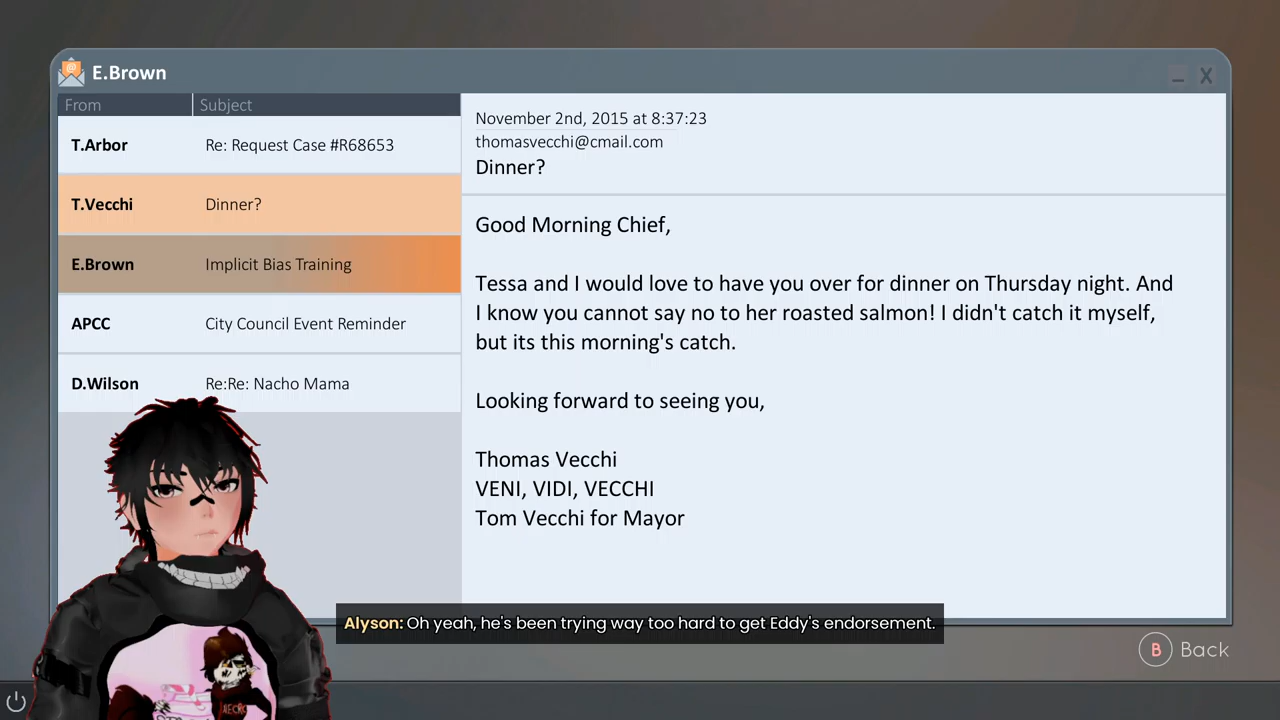 E.Brown
From Subject
T.Arbor Re: Request Case #R68653
T.Vecchi Dinner?
E.Brown Implicit Bias Training
APCC City Council Event Reminder
D.Wilson Re:Re: Nacho Mama
November 2nd, 2015 at 8:37:23
thomasvecchi@cmail.com
Dinner?
Good Morning Chief,
Tessa and I would love to have you over for dinner on Thursday night. And
I know you cannot say no to her roasted salmon! I didn't catch it myself,
but its this morning's catch.
Looking forward to seeing you,
Thomas Vecchi
VENI, VIDI, VECCHI
Tom Vecchi for Mayor
Alyson: Oh yeah, he's been trying way too hard to get Eddy's endorsement.
B Back